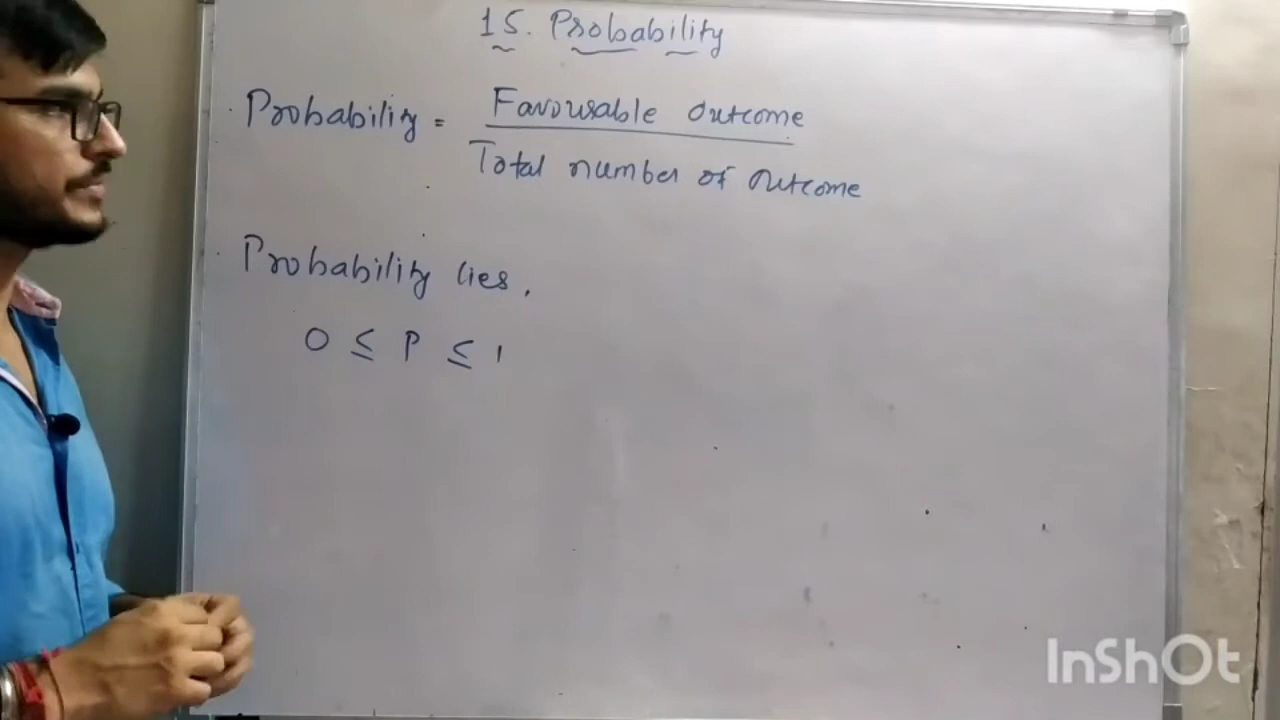 15. Probability
Probability = Favourable outcome
Total number of outcome
Probability lies,
0 ≤ P ≤ 1
InShOt